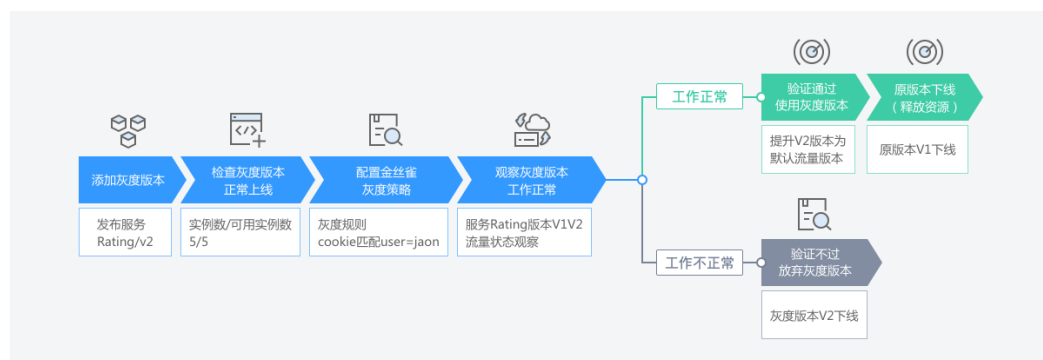 添加灰度版本
发布服务
Rating/v2
检查灰度版本
正常上线
实例数/可用实例数
5/5
配置金丝雀
灰度策略
灰度规则
cookie匹配user=jaon
观察灰度版本
工作正常
服务Rating版本V1V2
流量状态观察
工作正常
验证通过
使用灰度版本
提升V2版本为
默认流量版本
原版本下线
（释放资源）
原版本V1下线
工作不正常
验证不过
放弃灰度版本
灰度版本V2下线